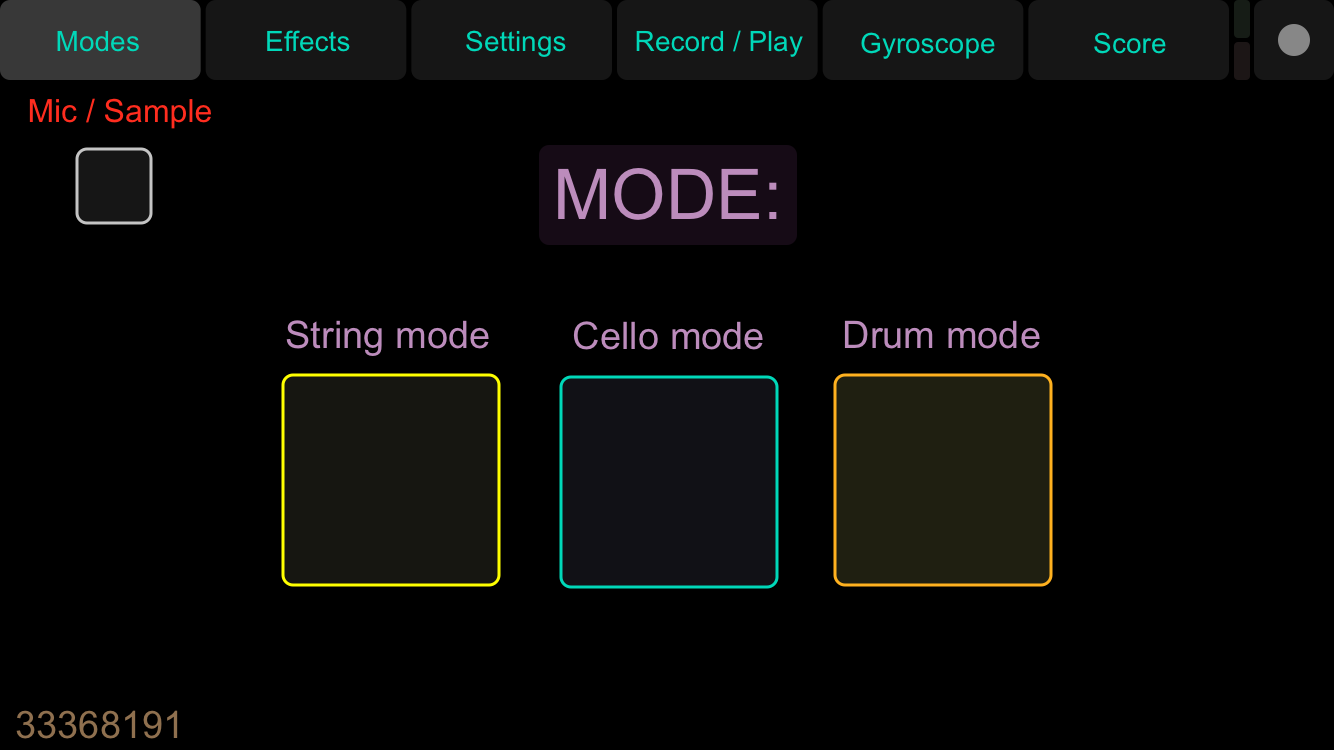 Modes Effects Settings Record / Play Gyroscope Score
Mic / Sample
MODE:
String mode Cello mode Drum mode
33368191